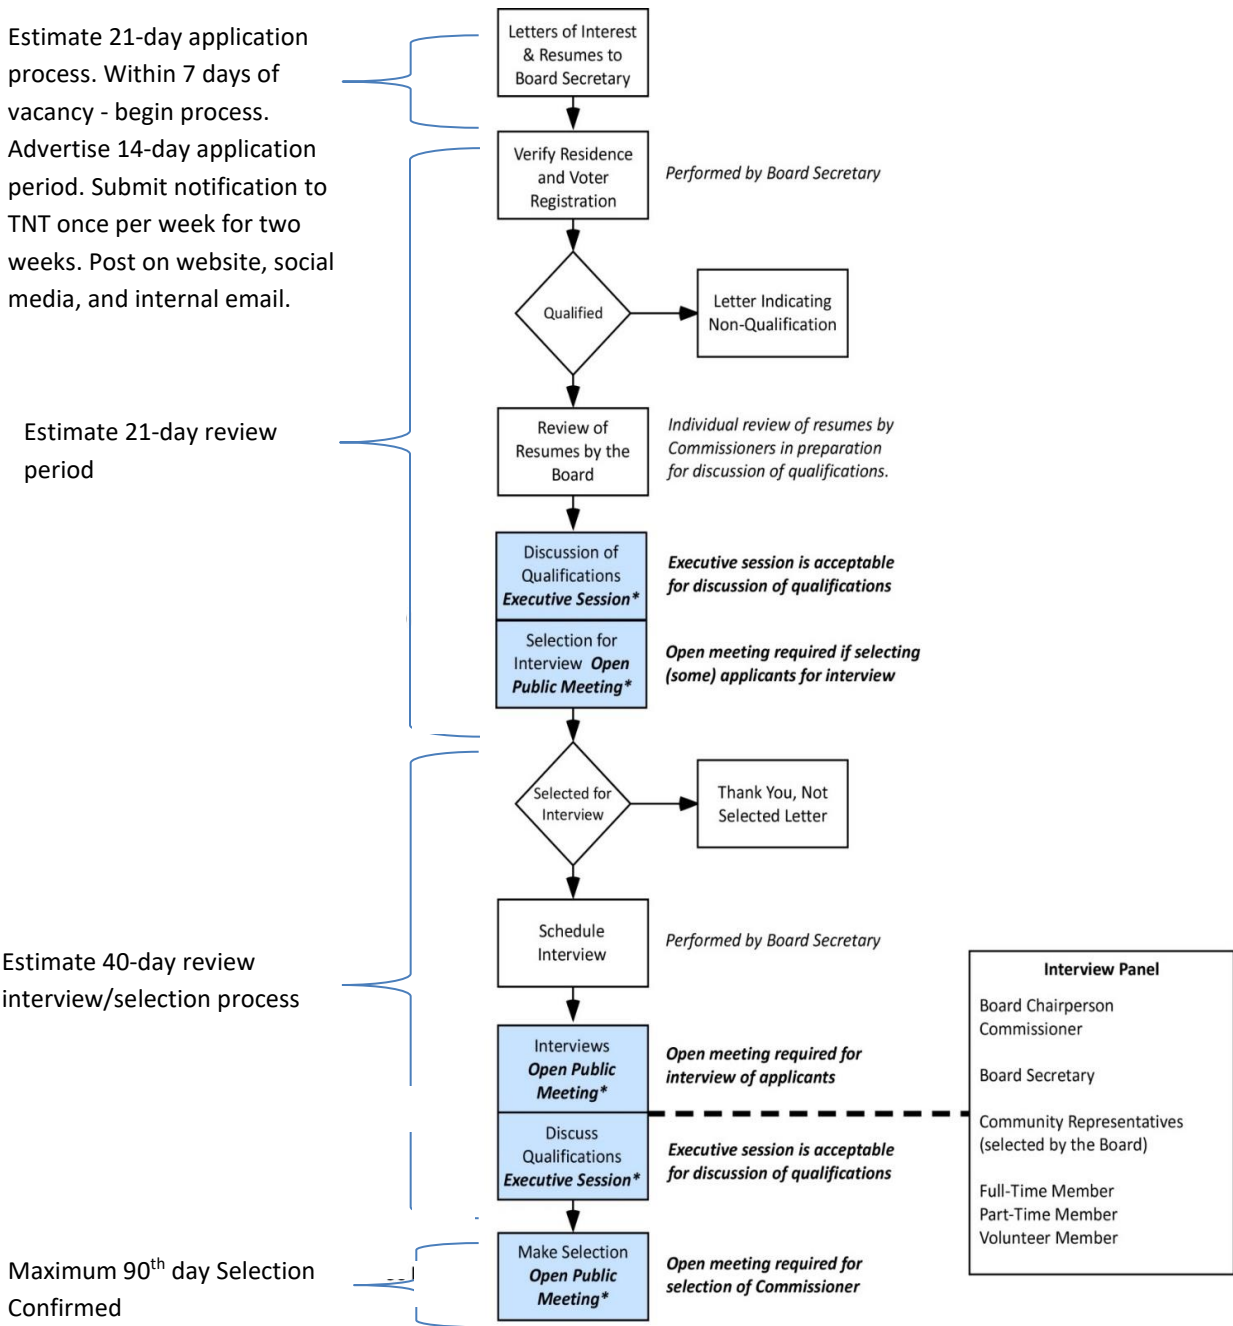 Estimate 21-day application
process. Within 7 days of
vacancy - begin process.
Advertise 14-day application
period. Submit notification to
TNT once per week for two
weeks. Post on website, social
media, and internal email.
Letters of Interest
& Resumes to
Board Secretary
Verify Residence
and Voter
Registration
Performed by Board Secretary
Qualified
Letter Indicating
Non-Qualification
Estimate 21-day review
period
Review of
Resumes by the
Board
Individual review of resumes by
Commissioners in preparation
for discussion of qualifications.
Discussion of
Qualifications
Executive Session*
Executive session is acceptable
for discussion of qualifications
Selection for
Interview Open
Public Meeting*
Open meeting required if selecting
(some) applicants for interview
Selected for
Interview
Thank You, Not
Selected Letter
Estimate 40-day review
interview/selection process
Schedule
Interview
Performed by Board Secretary
Interviews
Open Public
Meeting*
Open meeting required for
interview of applicants
Discuss
Qualifications
Executive Session*
Executive session is acceptable
for discussion of qualifications
Interview Panel
Board Chairperson
Commissioner
Board Secretary
Community Representatives
(selected by the Board)
Full-Time Member
Part-Time Member
Volunteer Member
Maximum 90th day Selection
Confirmed
Make Selection
Open Public
Meeting*
Open meeting required for
selection of Commissioner